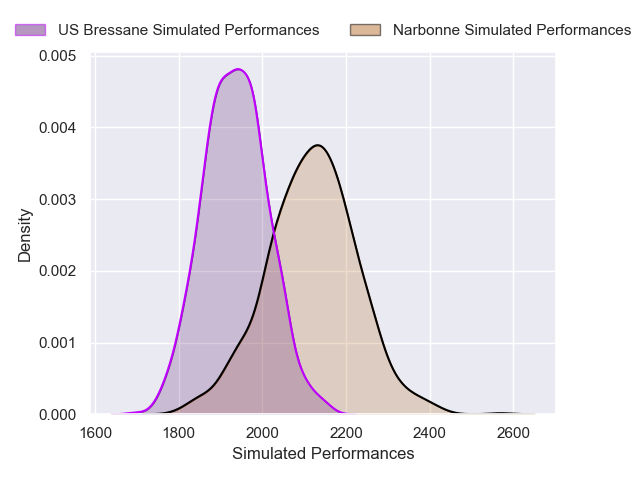 US Bressane Simulated Performances Narbonne Simulated Performances
0.005
0.004
0.003
0.002
0.001
0.000
Density
1600 1800 2000 2200 2400 2600
Simulated Performances